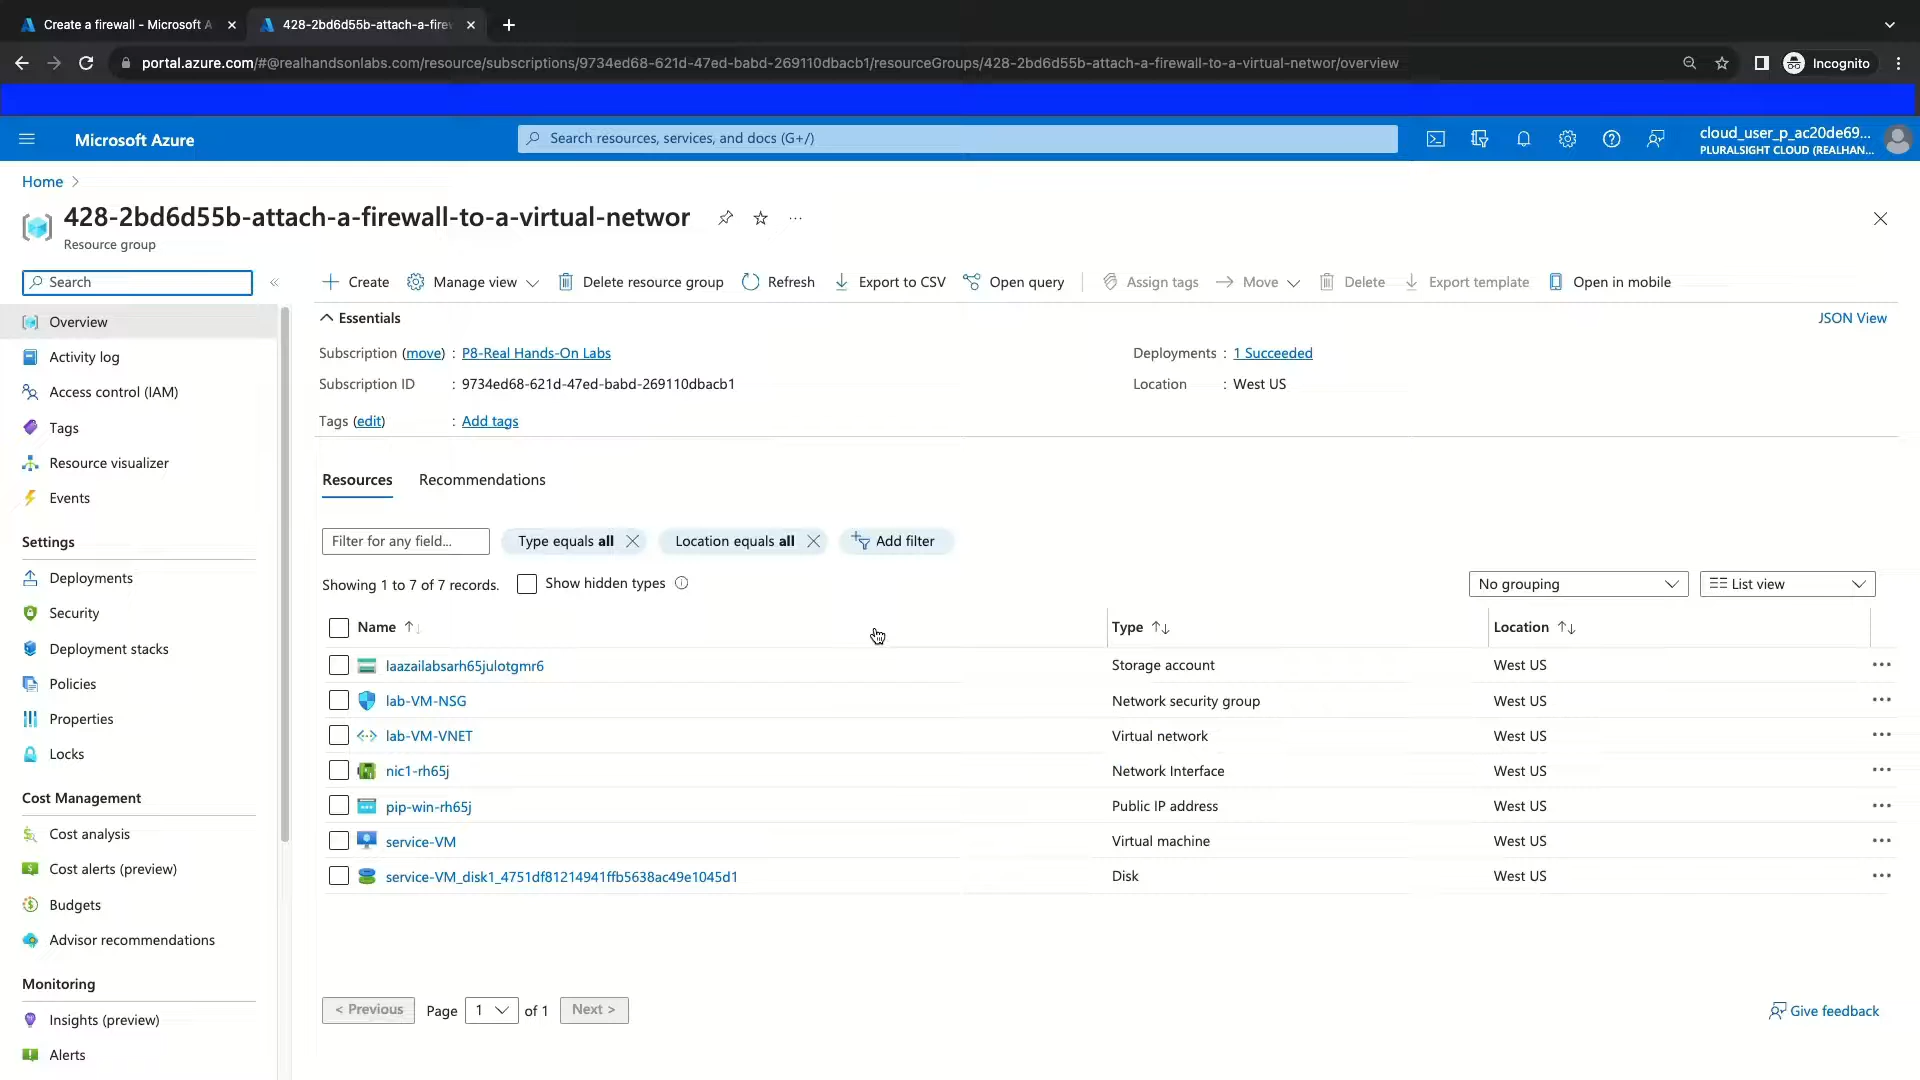 Create a firewall - Microsoft A
428-2bd6d55b-attach-a-firew
portal.azure.com/#@realhandsonlabs.com/resource/subscriptions/9734ed68-621d-47ed-babd-269110dbacb1/resourceGroups/428-2bd6d55b-attach-a-firewall-to-a-virtual-networ/overview
Incognito
Microsoft Azure
Search resources, services, and docs (G+/)
cloud_user_p_ac20de69...
PLURALSIGHT CLOUD (REALHAN...
Home
428-2bd6d55b-attach-a-firewall-to-a-virtual-networ
Resource group
Search
Create
Manage view
Delete resource group
Refresh
Export to CSV
Open query
Assign tags
Move
Delete
Export template
Open in mobile
Overview
Activity log
Access control (IAM)
Tags
Resource visualizer
Events
Settings
Deployments
Security
Deployment stacks
Policies
Properties
Locks
Cost Management
Cost analysis
Cost alerts (preview)
Budgets
Advisor recommendations
Monitoring
Insights (preview)
Alerts
Essentials
JSON View
Subscription (move) : P8-Real Hands-On Labs
Deployments : 1 Succeeded
Subscription ID : 9734ed68-621d-47ed-babd-269110dbacb1
Location : West US
Tags (edit) : Add tags
Resources Recommendations
Filter for any field...
Type equals all
Location equals all
Add filter
Showing 1 to 7 of 7 records.
Show hidden types
No grouping
List view
Name Type Location
laazailabsarh65julotgmr6 Storage account West US
lab-VM-NSG Network security group West US
lab-VM-VNET Virtual network West US
nic1-rh65j Network Interface West US
pip-win-rh65j Public IP address West US
service-VM Virtual machine West US
service-VM_disk1_4751df81214941ffb5638ac49e1045d1 Disk West US
< Previous Page 1 of 1 Next >
Give feedback